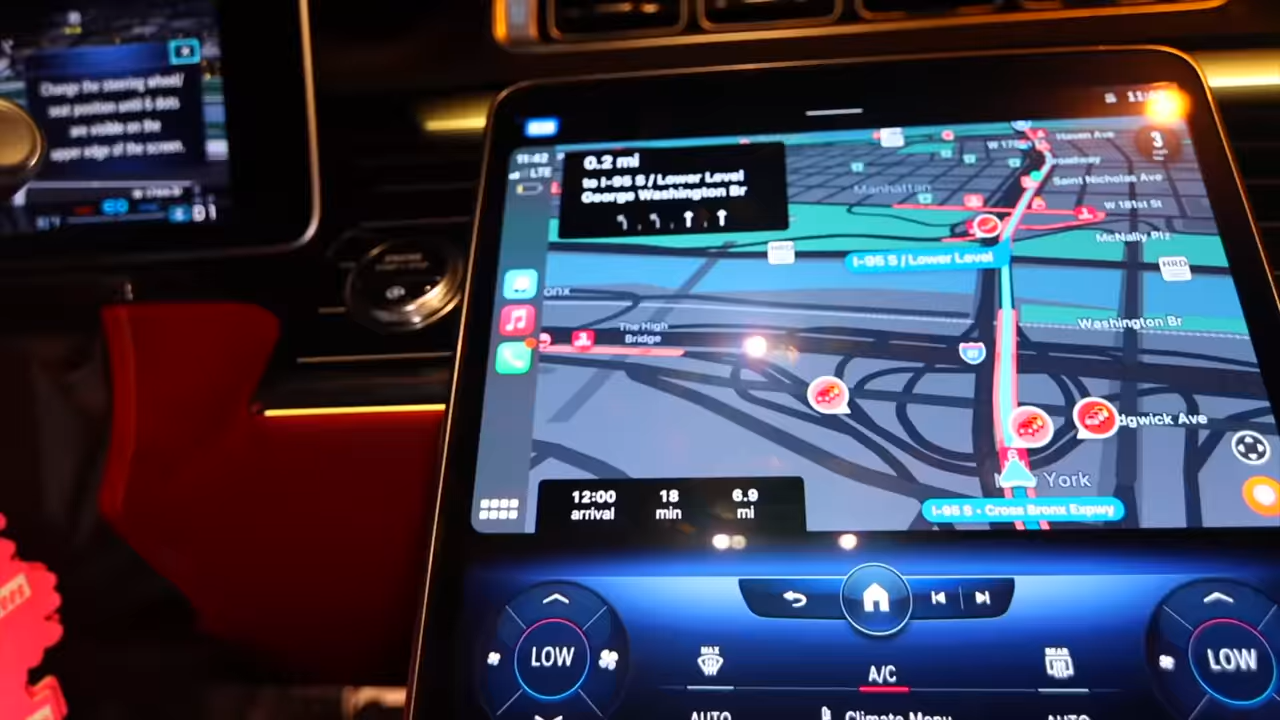 Change the steering wheel/
seat position until 6 dots
are visible on the
upper edge of the screen.
11:42
LTE
0.2 mi
to I-95 S / Lower Level
George Washington Br
3
Haven Ave
Broadway
Saint Nicholas Ave
Manhattan
W 181st St
McNally Plz
I-95 S / Lower Level
HRD
Washington Br
The High
Bridge
dgwick Ave
York
I-95 S • Cross Bronx Expwy
12:00
arrival
18
min
6.9
mi
LOW
MAX
A/C
REAR
LOW
AUTO
Climate Menu
AUTO